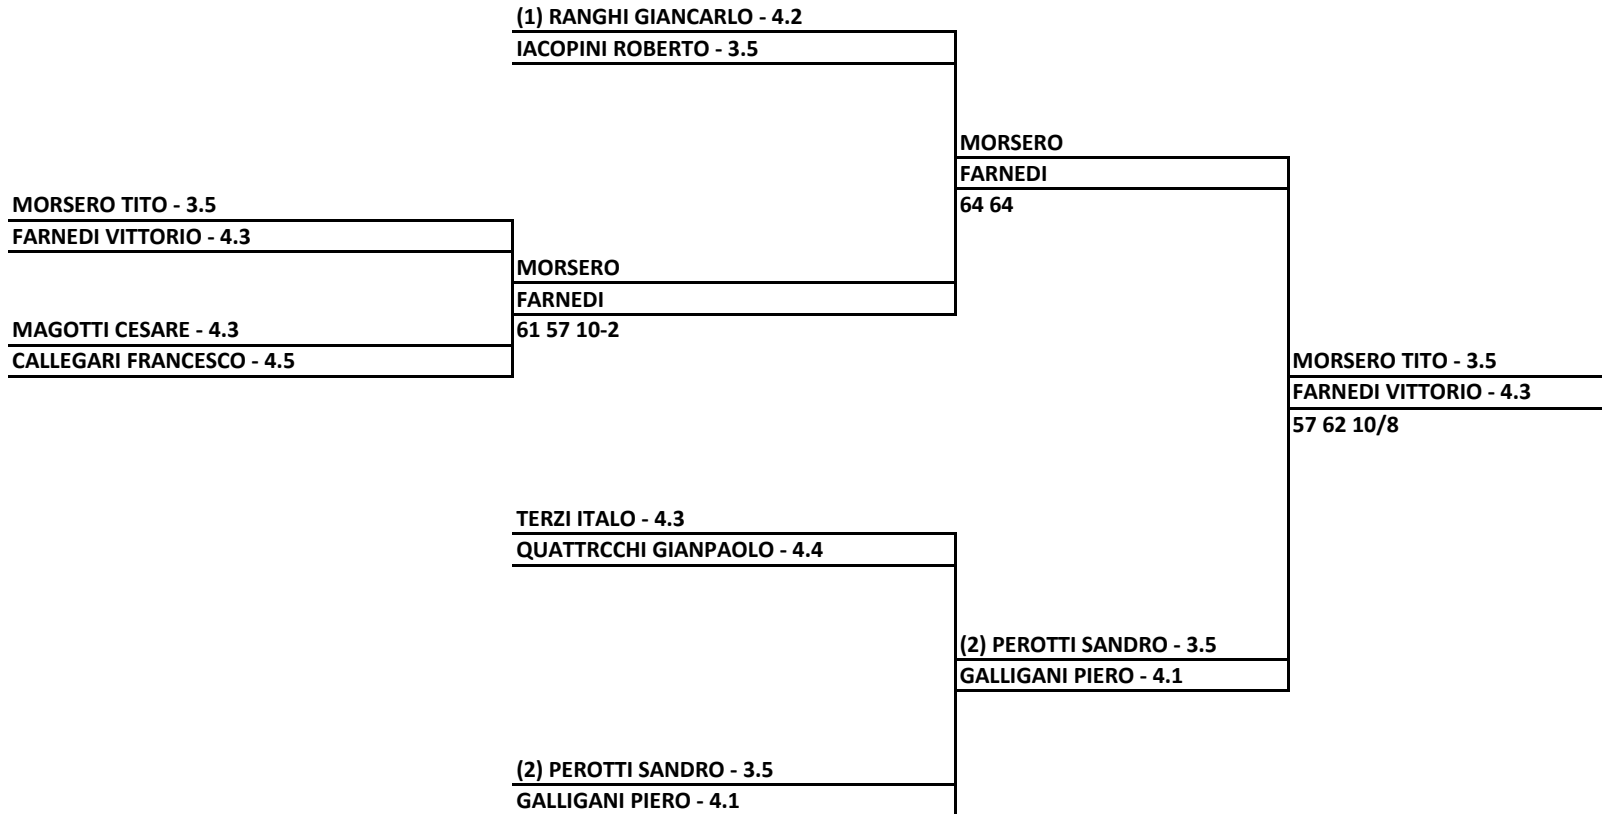 (1) RANGHI GIANCARLO - 4.2
IACOPINI ROBERTO - 3.5
MORSERO
FARNEDI
64 64
MORSERO TITO - 3.5
FARNEDI VITTORIO - 4.3
MORSERO
FARNEDI
61 57 10-2
MAGOTTI CESARE - 4.3
CALLEGARI FRANCESCO - 4.5
MORSERO TITO - 3.5
FARNEDI VITTORIO - 4.3
57 62 10/8
TERZI ITALO - 4.3
QUATTRCCHI GIANPAOLO - 4.4
(2) PEROTTI SANDRO - 3.5
GALLIGANI PIERO - 4.1
(2) PEROTTI SANDRO - 3.5
GALLIGANI PIERO - 4.1